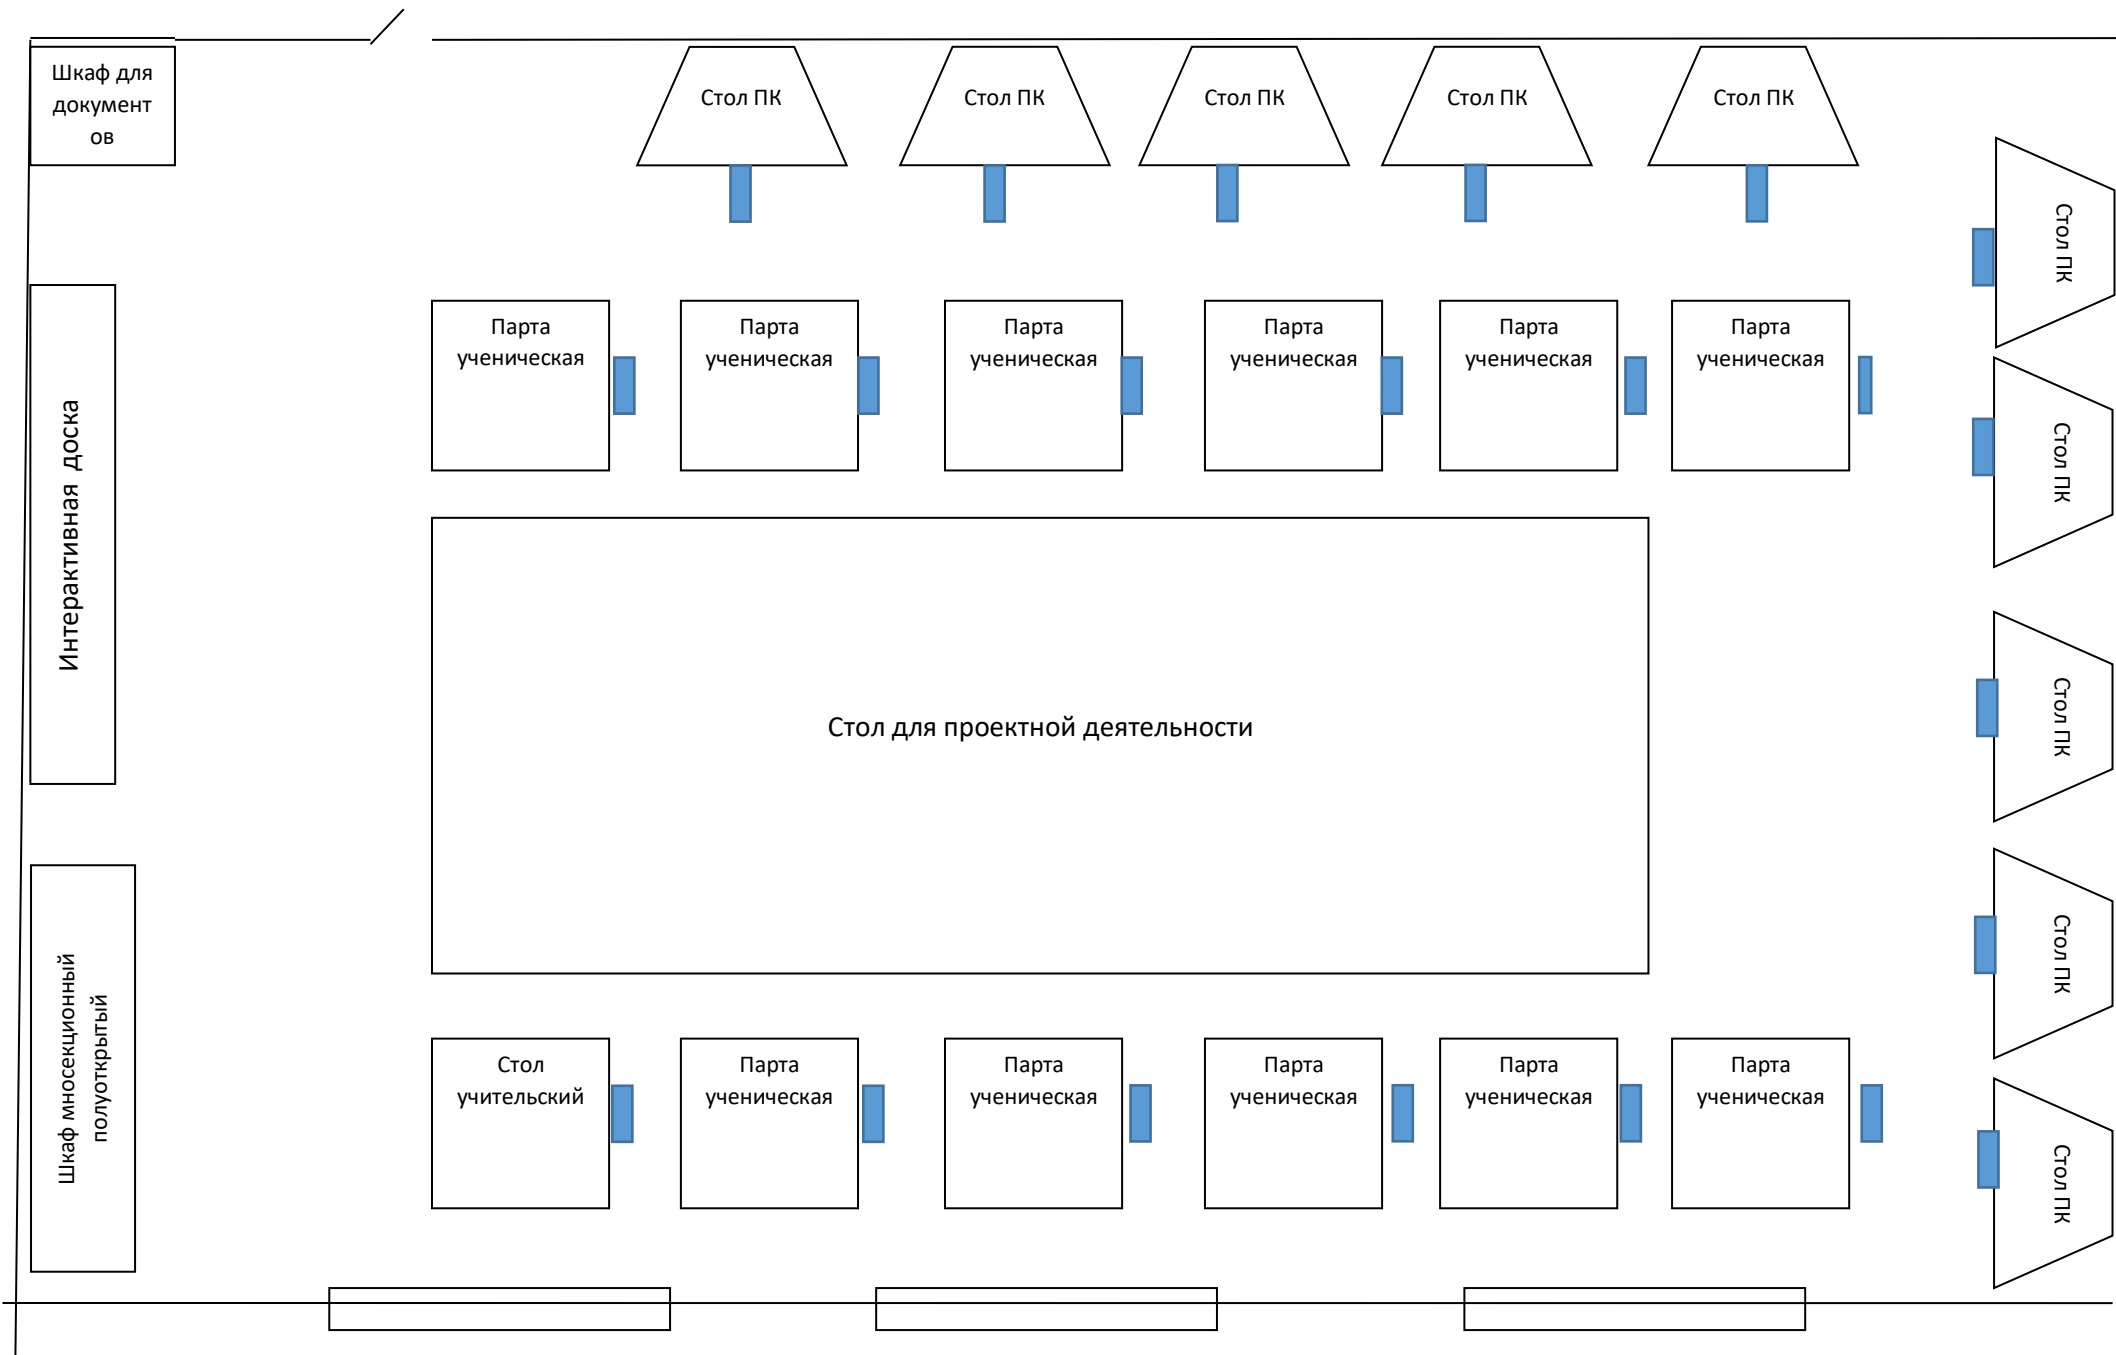 Шкаф для
документ
ов
Стол ПК
Стол ПК
Стол ПК
Стол ПК
Стол ПК
Стол ПК
Парта
ученическая
Парта
ученическая
Парта
ученическая
Парта
ученическая
Парта
ученическая
Парта
ученическая
Интерактивная доска
Стол ПК
Стол для проектной деятельности
Стол ПК
Шкаф мносекционный
полуоткрытый
Стол ПК
Стол
учительский
Парта
ученическая
Парта
ученическая
Парта
ученическая
Парта
ученическая
Парта
ученическая
Стол ПК